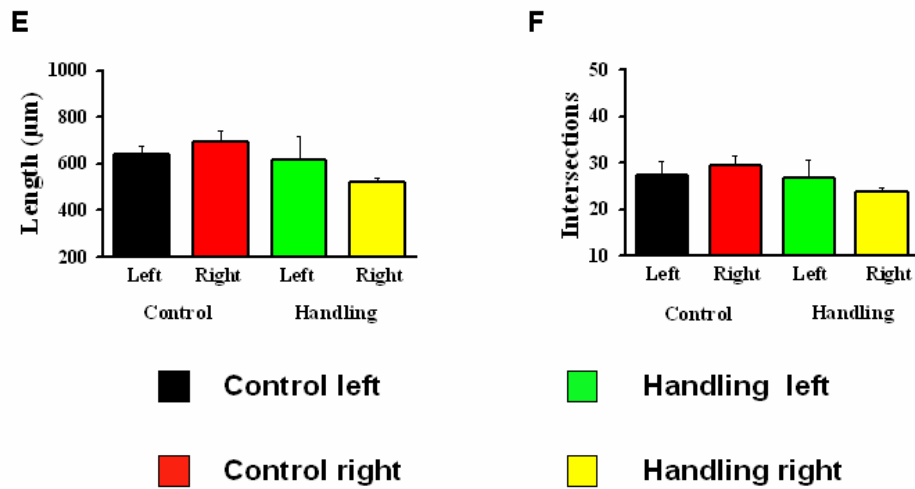 E
Length (µm)
1000
800
600
400
200
Left Right Left Right
Control Handling
F
Intersections
50
40
30
20
10
Left Right Left Right
Control Handling
Control left
Handling left
Control right
Handling right